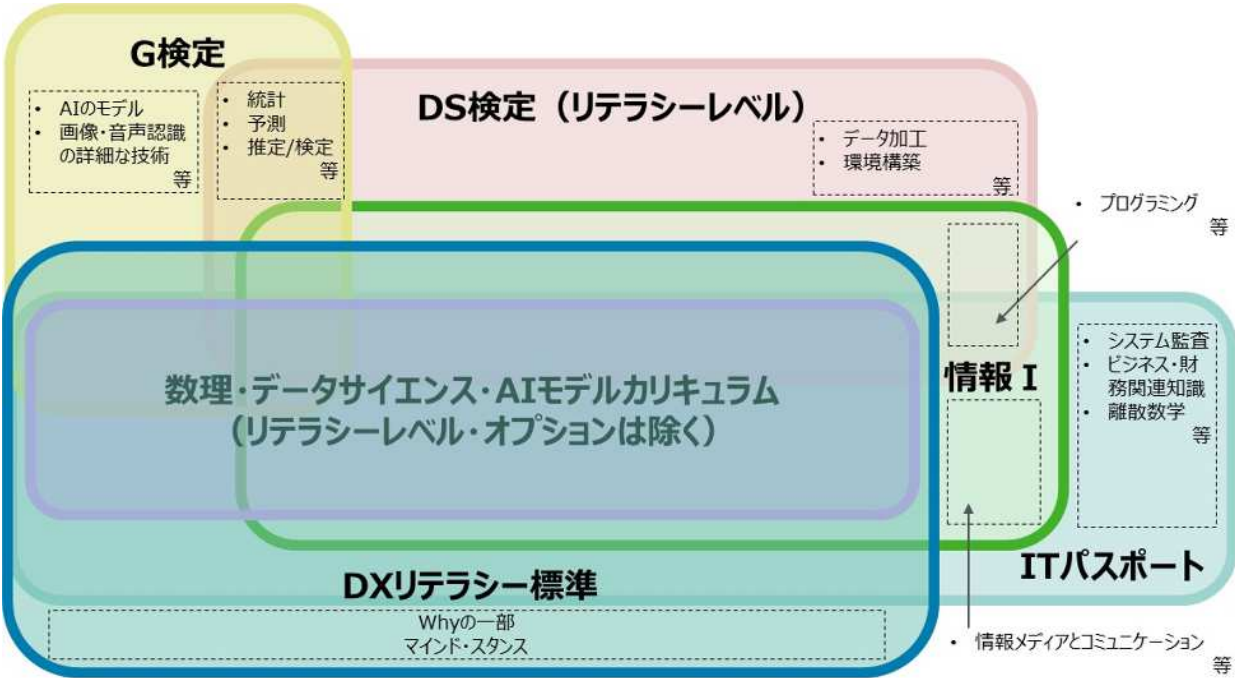 G検定
• AIのモデル
• 画像・音声認識
の詳細な技術
等
• 統計
• 予測
• 推定/検定
等
DS検定（リテラシーレベル）
• データ加工
• 環境構築
等
• プログラミング
等
数理・データサイエンス・AIモデルカリキュラム
（リテラシーレベル・オプションは除く）
情報Ⅰ
• システム監査
• ビジネス・財
務関連知識
• 離散数学
等
ITパスポート
DXリテラシー標準
Whyの一部
マインド・スタンス
• 情報メディアとコミュニケーション
等